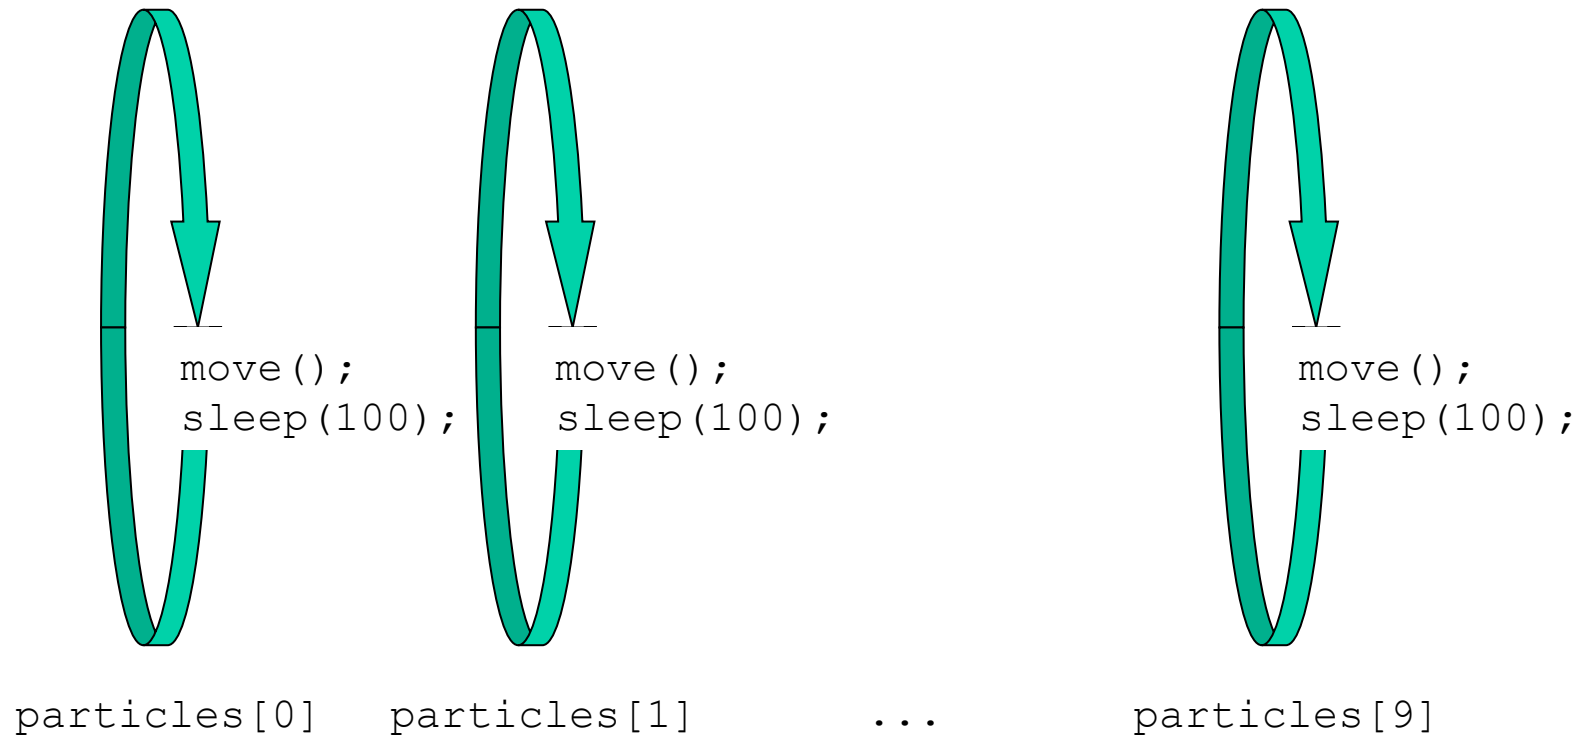 move(); move(); move();
sleep(100); sleep(100); sleep(100);
particles[0] particles[1] ... particles[9]